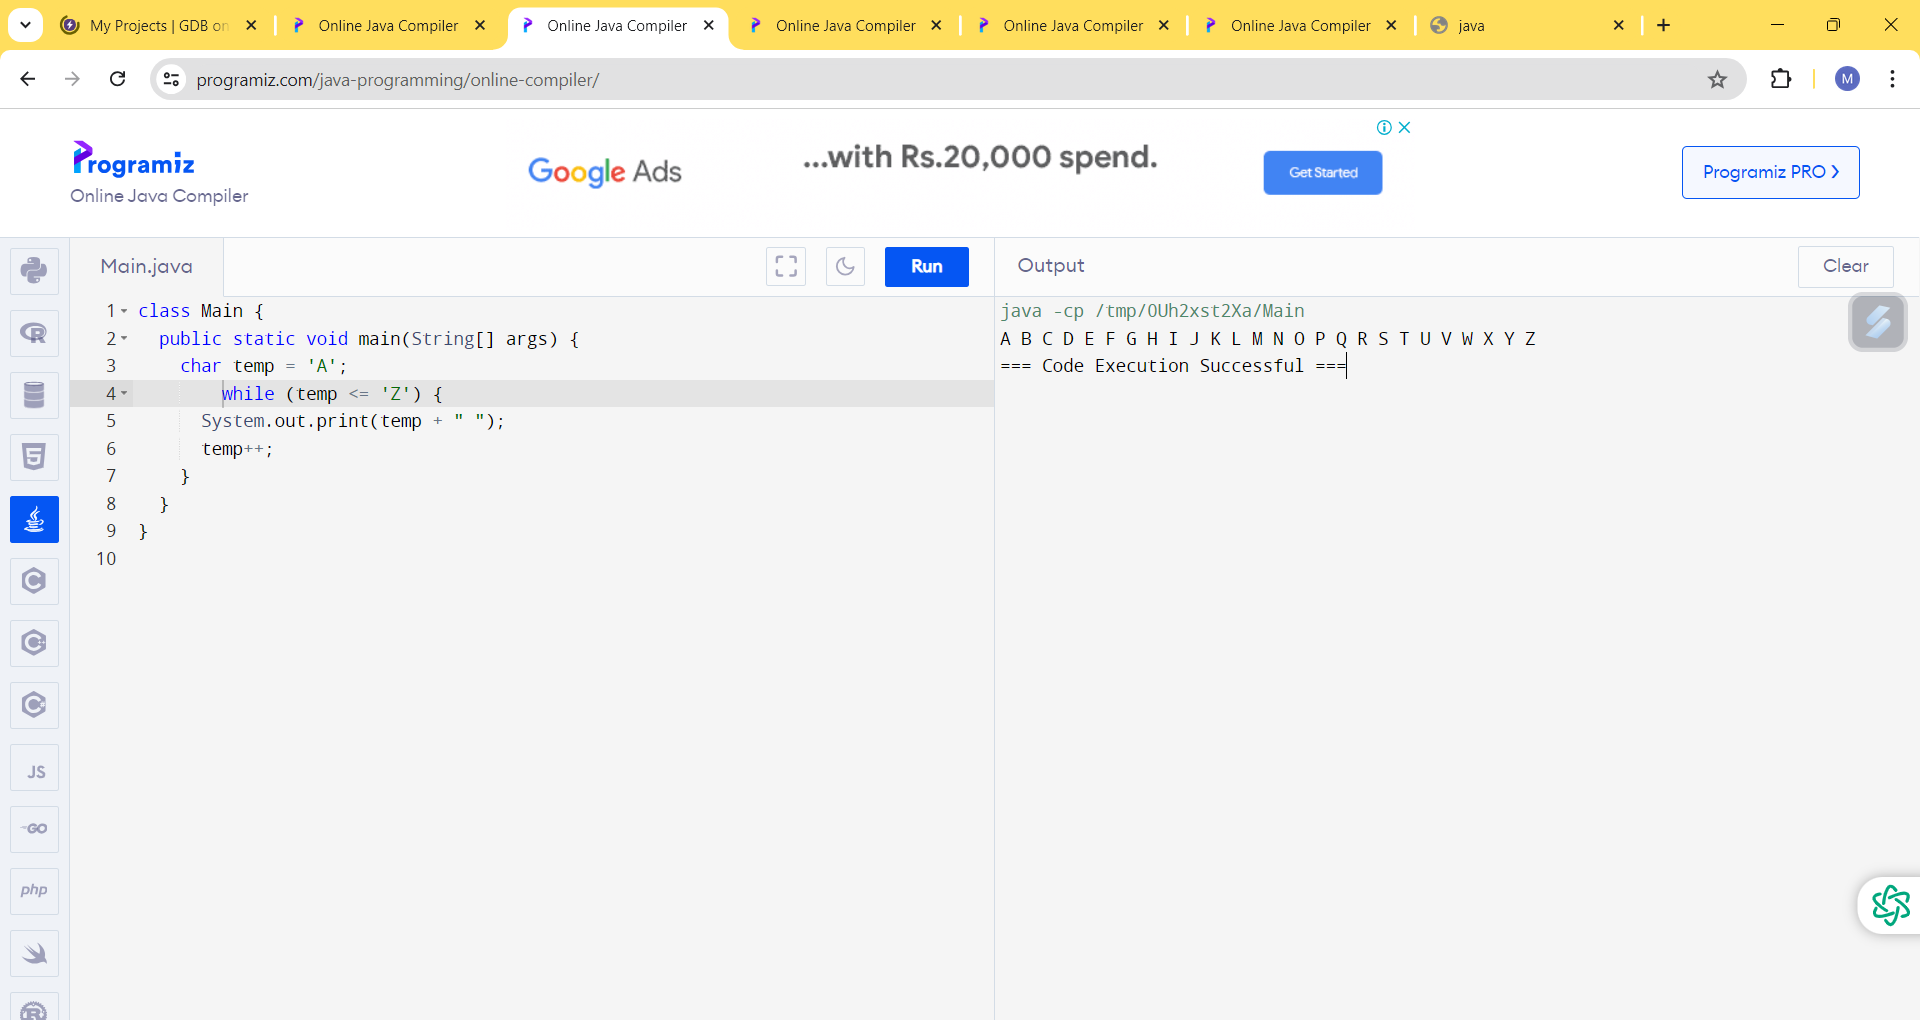 My Projects | GDB on
Online Java Compiler
Online Java Compiler
Online Java Compiler
Online Java Compiler
Online Java Compiler
java
programiz.com/java-programming/online-compiler/
M
Programiz
Online Java Compiler
Google Ads
...with Rs.20,000 spend.
Get Started
Programiz PRO ❯
Main.java
Run
Output
Clear
1 class Main {
2 public static void main(String[] args) {
3 char temp = 'A';
4 while (temp <= 'Z') {
5 System.out.print(temp + " ");
6 temp++;
7 }
8 }
9 }
10
java -cp /tmp/OUh2xst2Xa/Main
A B C D E F G H I J K L M N O P Q R S T U V W X Y Z
=== Code Execution Successful ===
JS
GO
php